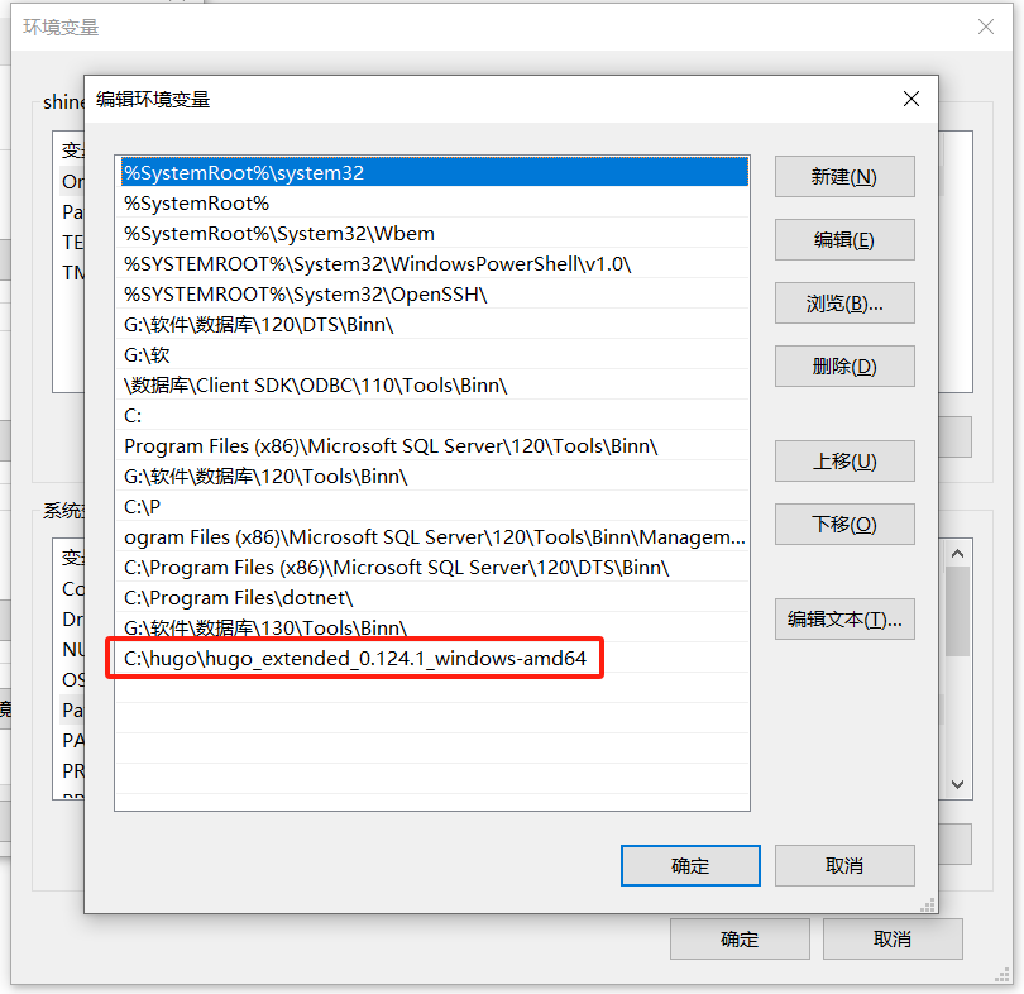 环境变量
shine
编辑环境变量
变
Or
Pa
TE
TM
%SystemRoot%\system32
%SystemRoot%
%SystemRoot%\System32\Wbem
%SYSTEMROOT%\System32\WindowsPowerShell\v1.0\
%SYSTEMROOT%\System32\OpenSSH\
G:\软件\数据库\120\DTS\Binn\
G:\软
\数据库\Client SDK\ODBC\110\Tools\Binn\
C:
Program Files (x86)\Microsoft SQL Server\120\Tools\Binn\
G:\软件\数据库\120\Tools\Binn\
C:\P
ogram Files (x86)\Microsoft SQL Server\120\Tools\Binn\Managem...
C:\Program Files (x86)\Microsoft SQL Server\120\DTS\Binn\
C:\Program Files\dotnet\
G:\软件\数据库\130\Tools\Binn\
C:\hugo\hugo_extended_0.124.1_windows-amd64
新建(N)
编辑(E)
浏览(B)...
删除(D)
上移(U)
下移(O)
编辑文本(T)...
系统
变
Co
Dr
NU
OS
Pa
PA
PR
境
确定
取消
确定
取消